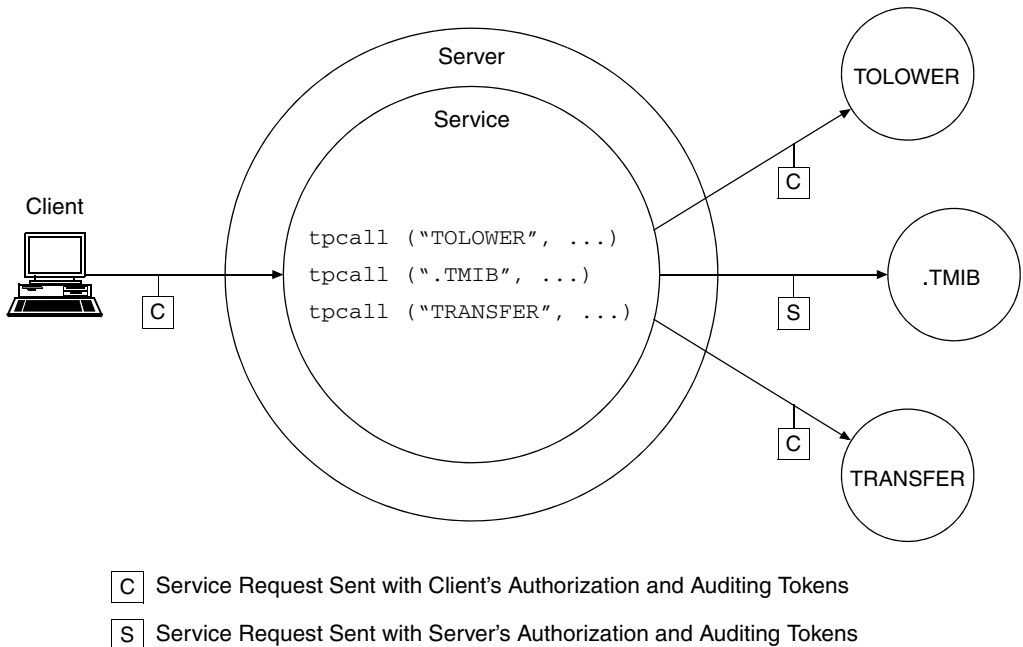 Server
Service
TOLOWER
C
Client
tpcall (“TOLOWER”, ...)
tpcall (“.TMIB”, ...)
tpcall (“TRANSFER”, ...)
C
S
.TMIB
C
TRANSFER
C Service Request Sent with Client’s Authorization and Auditing Tokens
S Service Request Sent with Server’s Authorization and Auditing Tokens